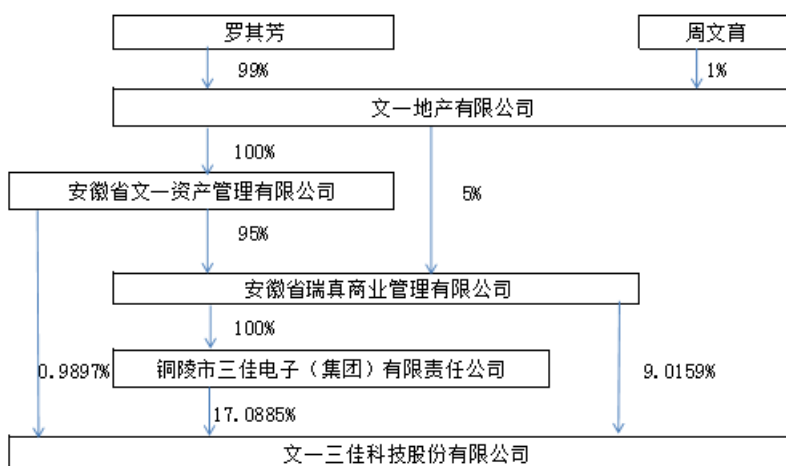 罗其芳
周文育
99%
1%
文一地产有限公司
100%
安徽省文一资产管理有限公司
5%
95%
安徽省瑞真商业管理有限公司
100%
0.9897%
铜陵市三佳电子（集团）有限责任公司
9.0159%
17.0885%
文一三佳科技股份有限公司